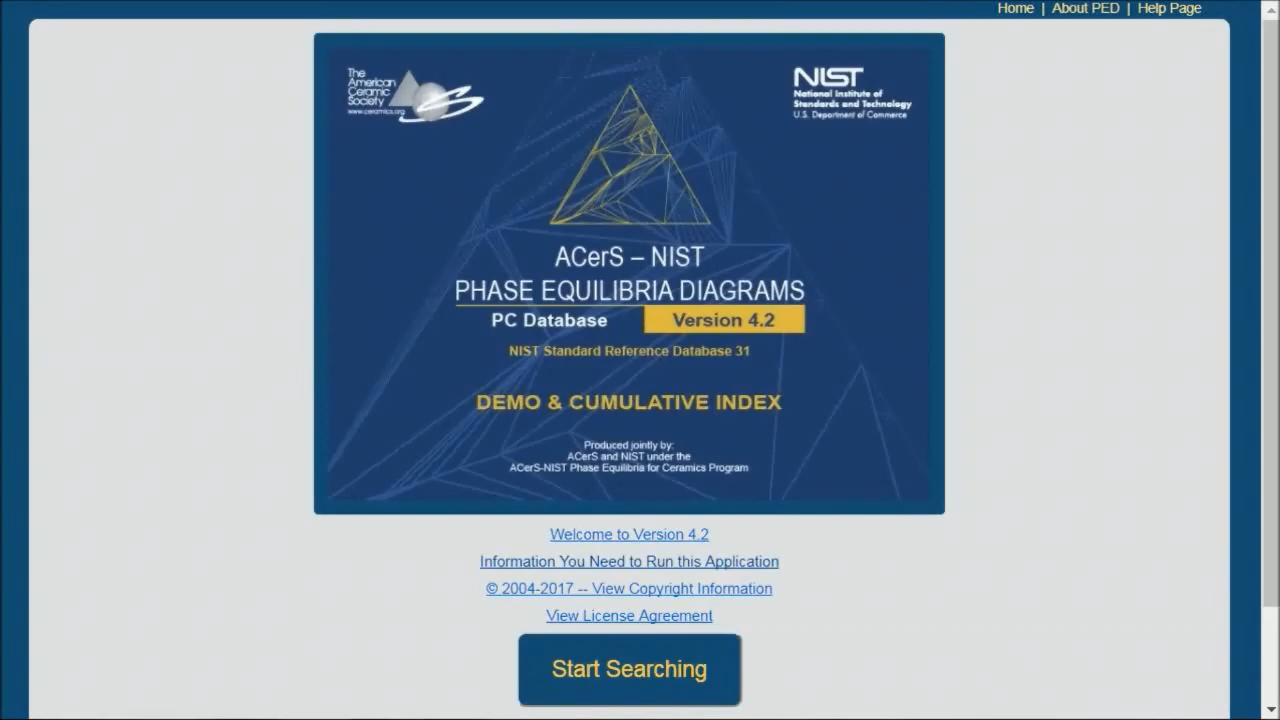 Home | About PED | Help Page
The
American
Ceramic
Society
www.ceramics.org
NIST
National Institute of
Standards and Technology
U.S. Department of Commerce
ACerS – NIST
PHASE EQUILIBRIA DIAGRAMS
PC Database Version 4.2
NIST Standard Reference Database 31
DEMO & CUMULATIVE INDEX
Produced jointly by:
ACerS and NIST under the
ACerS-NIST Phase Equilibria for Ceramics Program
Welcome to Version 4.2
Information You Need to Run this Application
© 2004-2017 -- View Copyright Information
View License Agreement
Start Searching